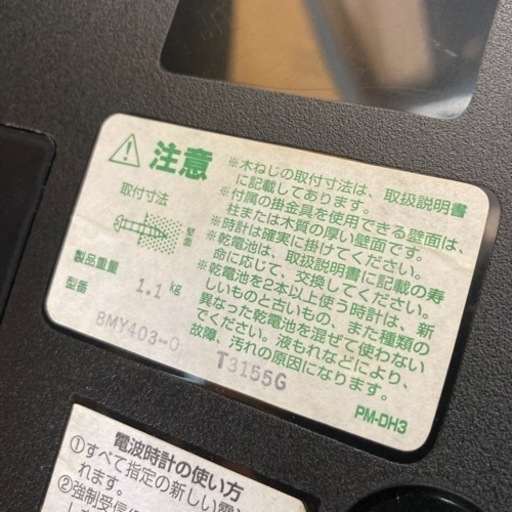 注意
取付寸法
壁面
製品重量 1.1 kg
型番
8MY403-0
T3155G
※木ねじの取付寸法は、取扱説明書
に記載しております。
※付属の掛金具を使用できる壁面は、
柱または木質の厚い壁面です。
※時計は確実に掛けてください。
※乾電池は、取扱説明書に記載の寿
命に応じて、交換してください。
※乾電池を2本以上使う時計は、新
しいものと古いもの、また種類の
異なった乾電池を混ぜて使わない
でください。液もれなどにより、
故障、汚れの原因になります。
PM-DH3
電波時計の使い方
①すべて指定の新しい電
れます。
②強制受信